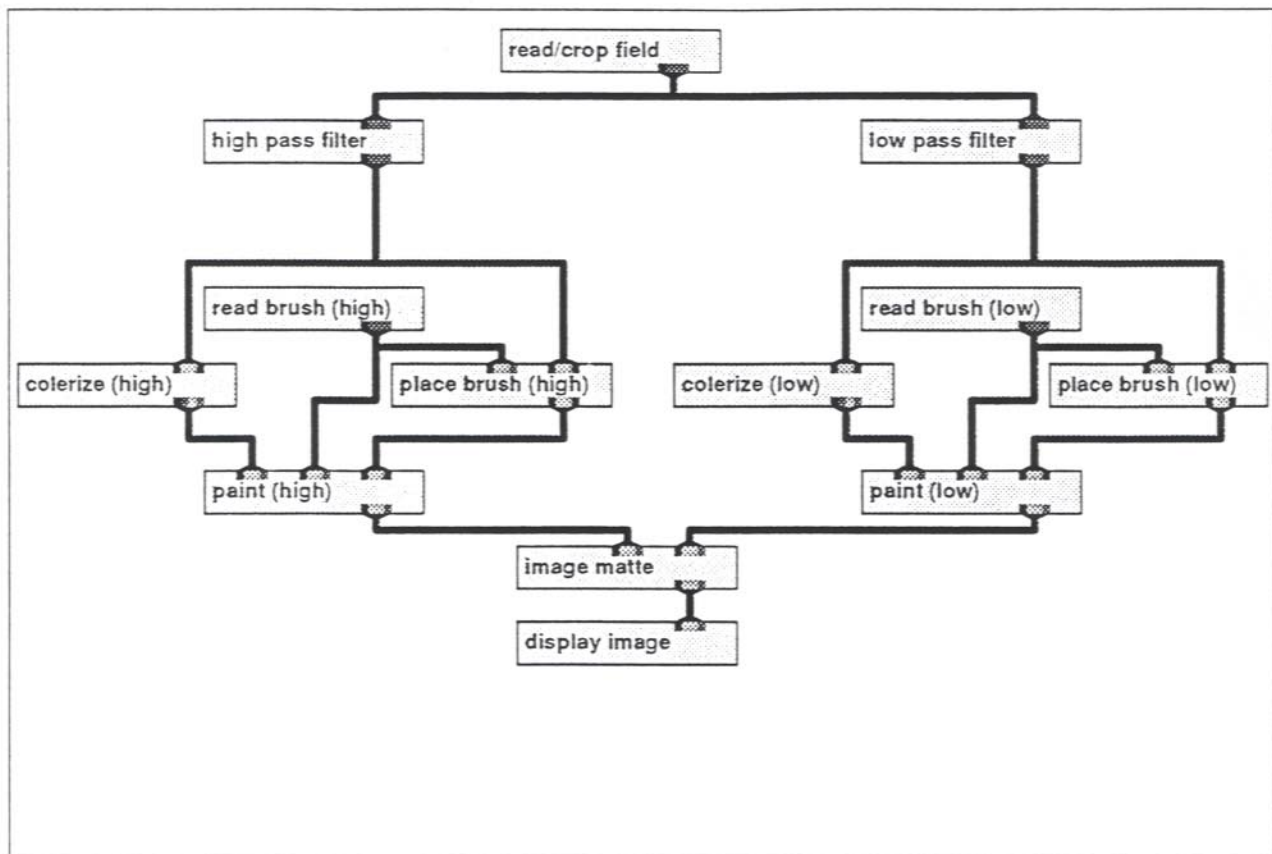 read/crop field
high pass filter
low pass filter
read brush (high)
read brush (low)
colerize (high)
place brush (high)
colerize (low)
place brush (low)
paint (high)
paint (low)
image matte
display image